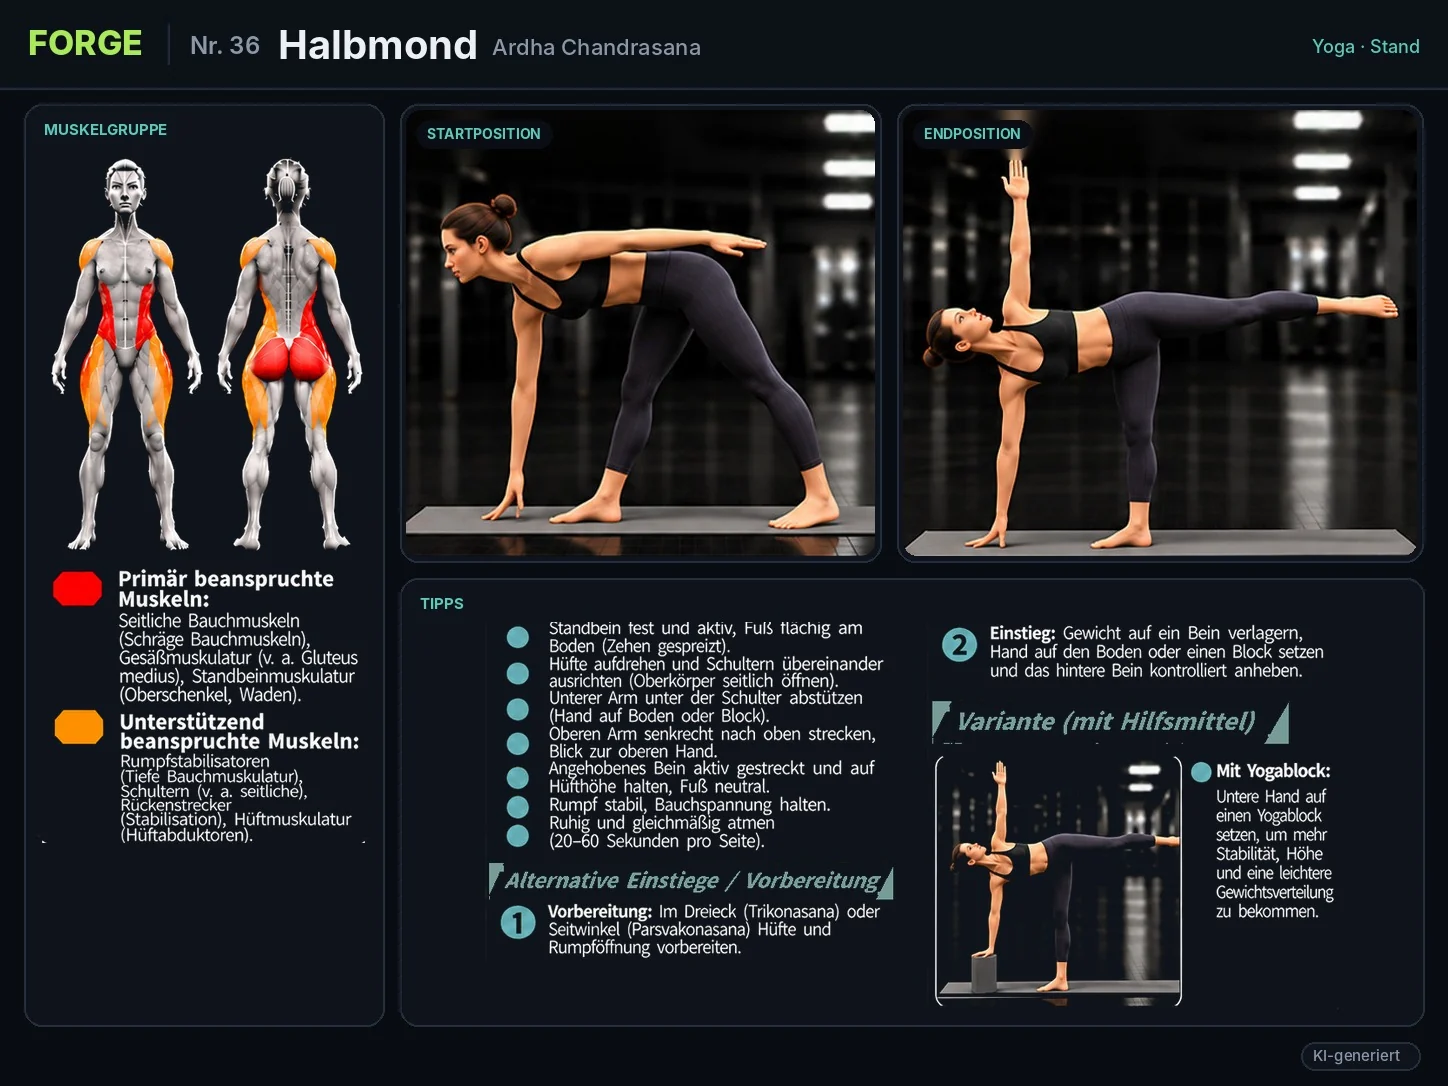 FORGE
Nr. 36
Halbmond
Ardha Chandrasana
Yoga · Stand
MUSKELGRUPPE
Primär beanspruchte
Muskeln:
Seitliche Bauchmuskeln
(Schräge Bauchmuskeln),
Gesäßmuskulatur (v. a. Gluteus
medius), Standbeinmuskulatur
(Oberschenkel, Waden).
Unterstützend
beanspruchte Muskeln:
Rumpfstabilisatoren
(Tiefe Bauchmuskulatur),
Schultern (v. a. seitliche),
Rückenstrecker
(Stabilisation), Hüftmuskulatur
(Hüftabduktoren).
STARTPOSITION
ENDPOSITION
TIPPS
Standbein fest und aktiv, Fuß flächig am
Boden (Zehen gespreizt).
Hüfte aufdrehen und Schultern übereinander
ausrichten (Oberkörper seitlich öffnen).
Unterer Arm unter der Schulter abstützen
(Hand auf Boden oder Block).
Oberen Arm senkrecht nach oben strecken,
Blick zur oberen Hand.
Angehobenes Bein aktiv gestreckt und auf
Hüfthöhe halten, Fuß neutral.
Rumpf stabil, Bauchspannung halten.
Ruhig und gleichmäßig atmen
(20–60 Sekunden pro Seite).
Alternative Einstiege / Vorbereitung
1 Vorbereitung: Im Dreieck (Trikonasana) oder
Seitwinkel (Parsvakonasana) Hüfte und
Rumpföffnung vorbereiten.
2 Einstieg: Gewicht auf ein Bein verlagern,
Hand auf den Boden oder einen Block setzen
und das hintere Bein kontrolliert anheben.
Variante (mit Hilfsmittel)
Mit Yogablock:
Untere Hand auf
einen Yogablock
setzen, um mehr
Stabilität, Höhe
und eine leichtere
Gewichtsverteilung
zu bekommen.
KI-generiert